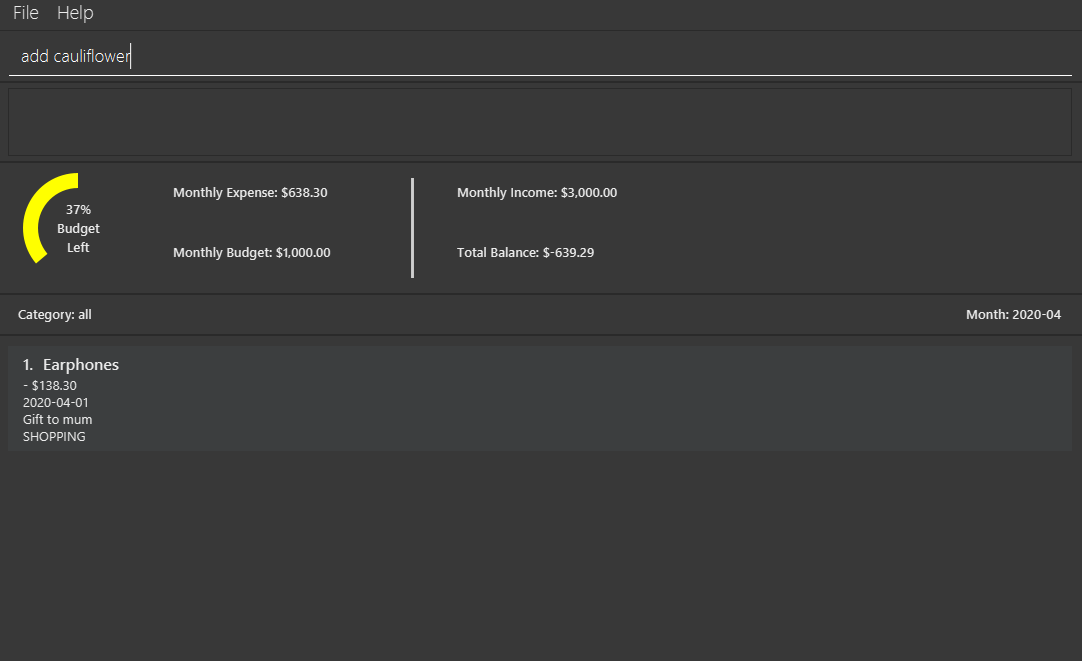 File Help
add cauliflower
37%
Budget
Left
Monthly Expense: $638.30
Monthly Budget: $1,000.00
Monthly Income: $3,000.00
Total Balance: $-639.29
Category: all
Month: 2020-04
1. Earphones
- $138.30
2020-04-01
Gift to mum
SHOPPING